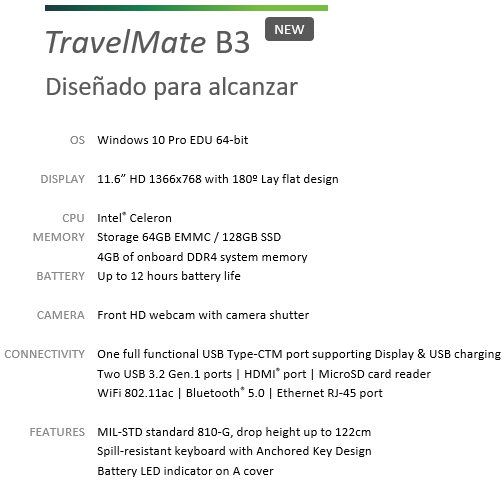 TravelMate B3 NEW
Diseñado para alcanzar
OS Windows 10 Pro EDU 64-bit
DISPLAY 11.6” HD 1366x768 with 180º Lay flat design
CPU Intel® Celeron
MEMORY Storage 64GB EMMC / 128GB SSD
4GB of onboard DDR4 system memory
BATTERY Up to 12 hours battery life
CAMERA Front HD webcam with camera shutter
CONNECTIVITY One full functional USB Type-CTM port supporting Display & USB charging
Two USB 3.2 Gen.1 ports | HDMI® port | MicroSD card reader
WiFi 802.11ac | Bluetooth® 5.0 | Ethernet RJ-45 port
FEATURES MIL-STD standard 810-G, drop height up to 122cm
Spill-resistant keyboard with Anchored Key Design
Battery LED indicator on A cover